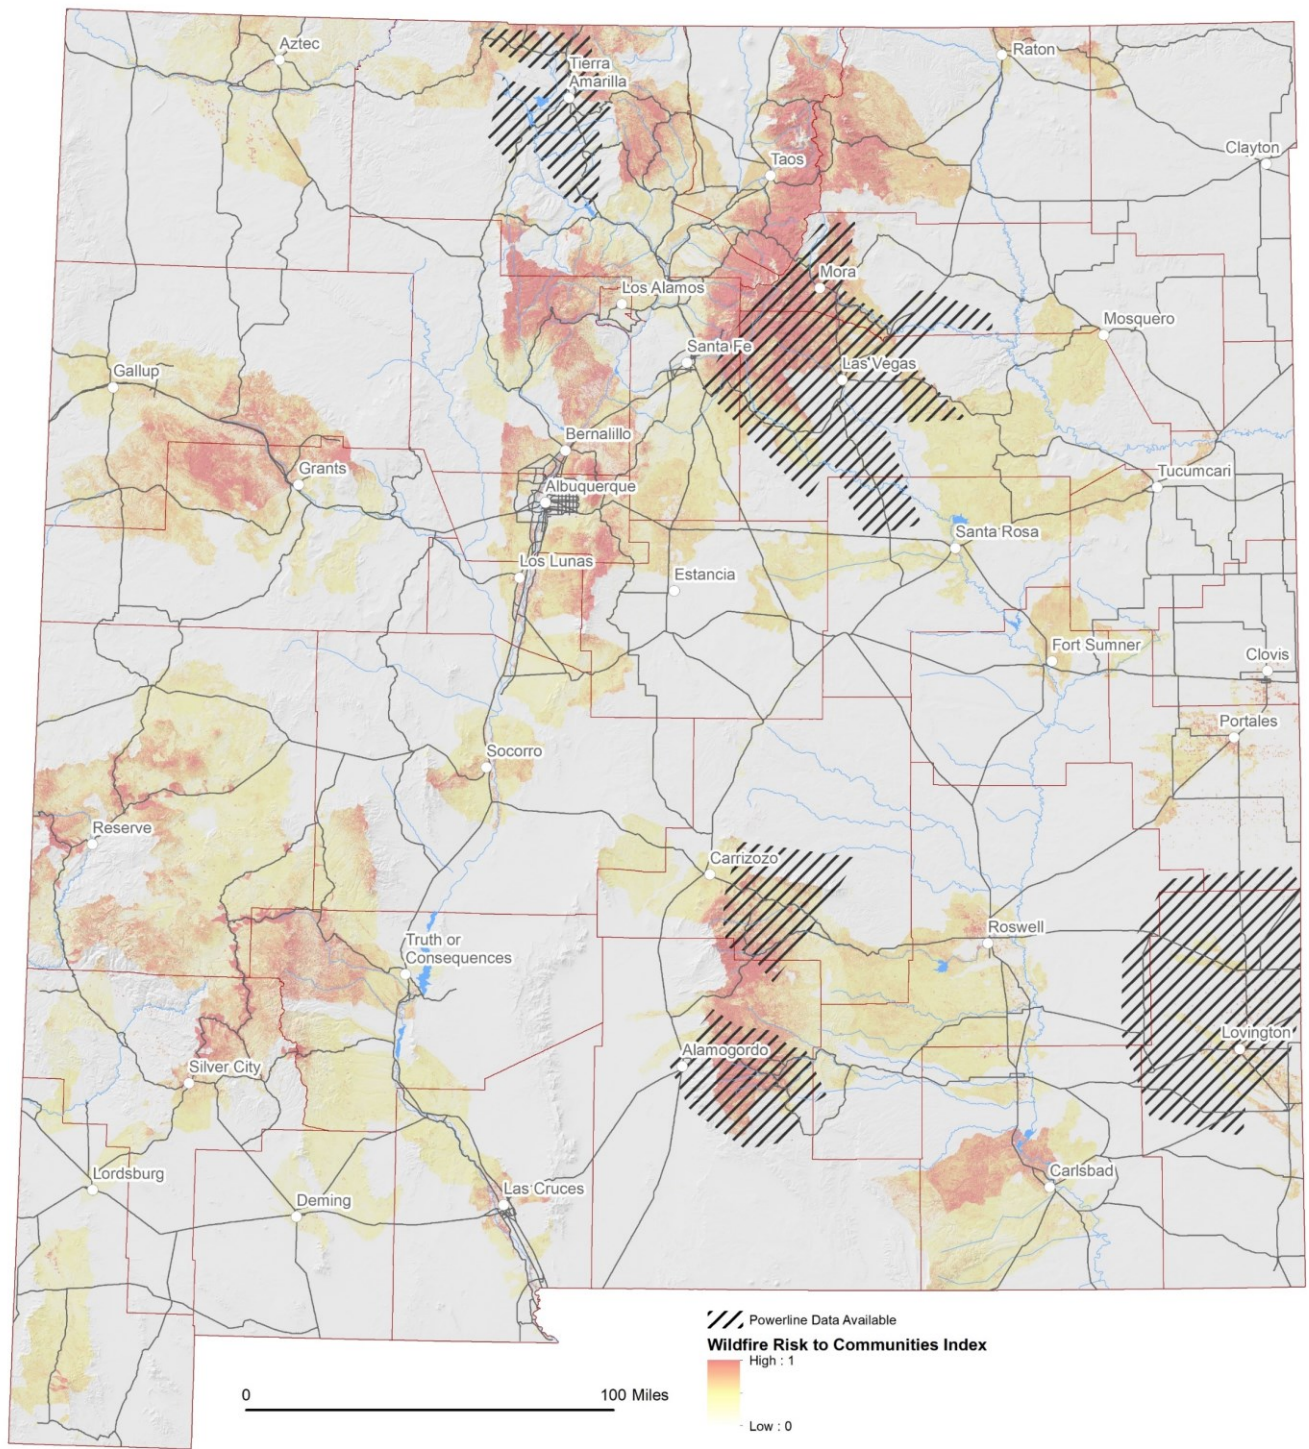 Aztec
Tierra
Amarilla
Raton
Taos
Clayton
Mora
Los Alamos
Mosquero
Santa Fe
Las Vegas
Gallup
Bernalillo
Grants
Tucumcari
Albuquerque
Santa Rosa
Los Lunas
Estancia
Fort Sumner
Clovis
Portales
Socorro
Reserve
Carrizozo
Roswell
Truth or
Consequences
Lovington
Alamogordo
Silver City
Carlsbad
Lordsburg
Las Cruces
Deming
Powerline Data Available
Wildfire Risk to Communities Index
High : 1
Low : 0
0 100 Miles